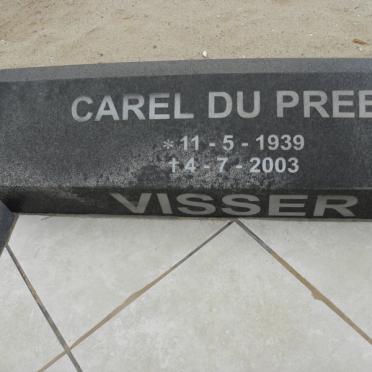 CAREL DU PREE
* 11 - 5 - 1939
† 4 - 7 - 2003
VISSER